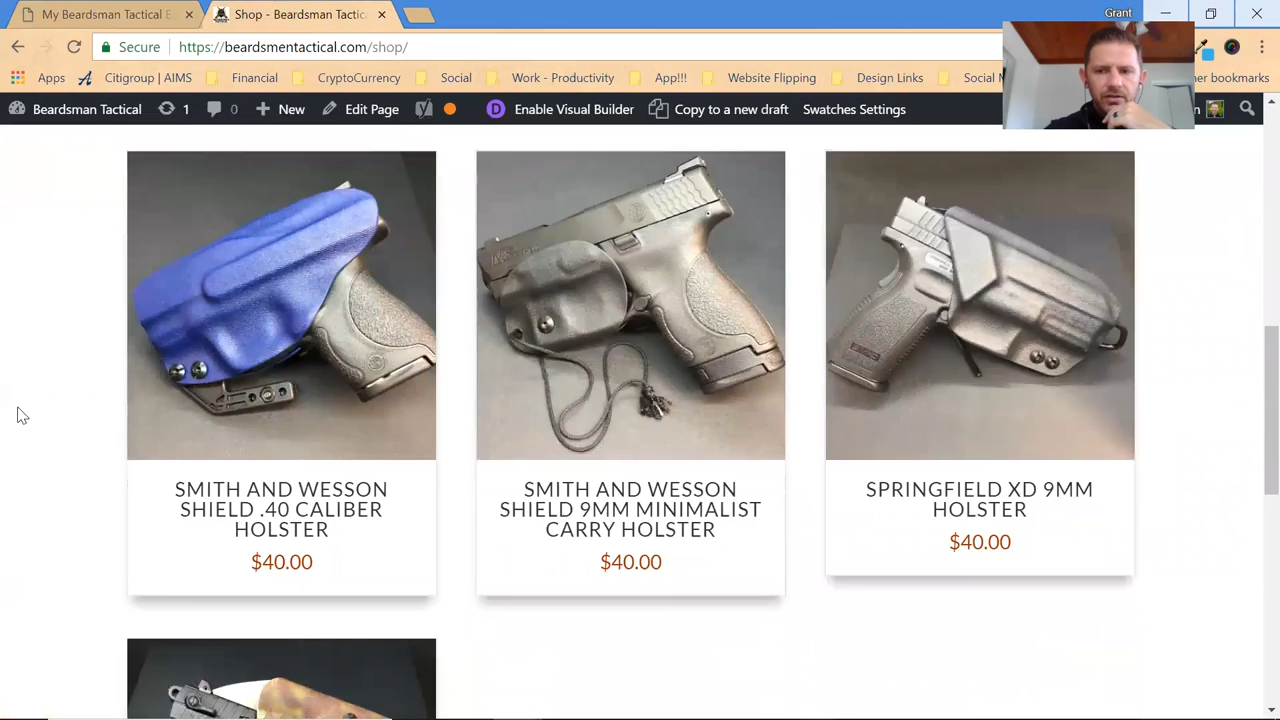 My Beardsman Tactical E
Shop - Beardsman Tactic
Grant
Secure
https://beardsmentactical.com/shop/
Apps
Citigroup | AIMS
Financial
CryptoCurrency
Social
Work - Productivity
App!!!
Website Flipping
Design Links
Social M
her bookmarks
Beardsman Tactical
1
0
New
Edit Page
D
Enable Visual Builder
Copy to a new draft
Swatches Settings
n
SMITH AND WESSON
SHIELD .40 CALIBER
HOLSTER
$40.00
SMITH AND WESSON
SHIELD 9MM MINIMALIST
CARRY HOLSTER
$40.00
SPRINGFIELD XD 9MM
HOLSTER
$40.00